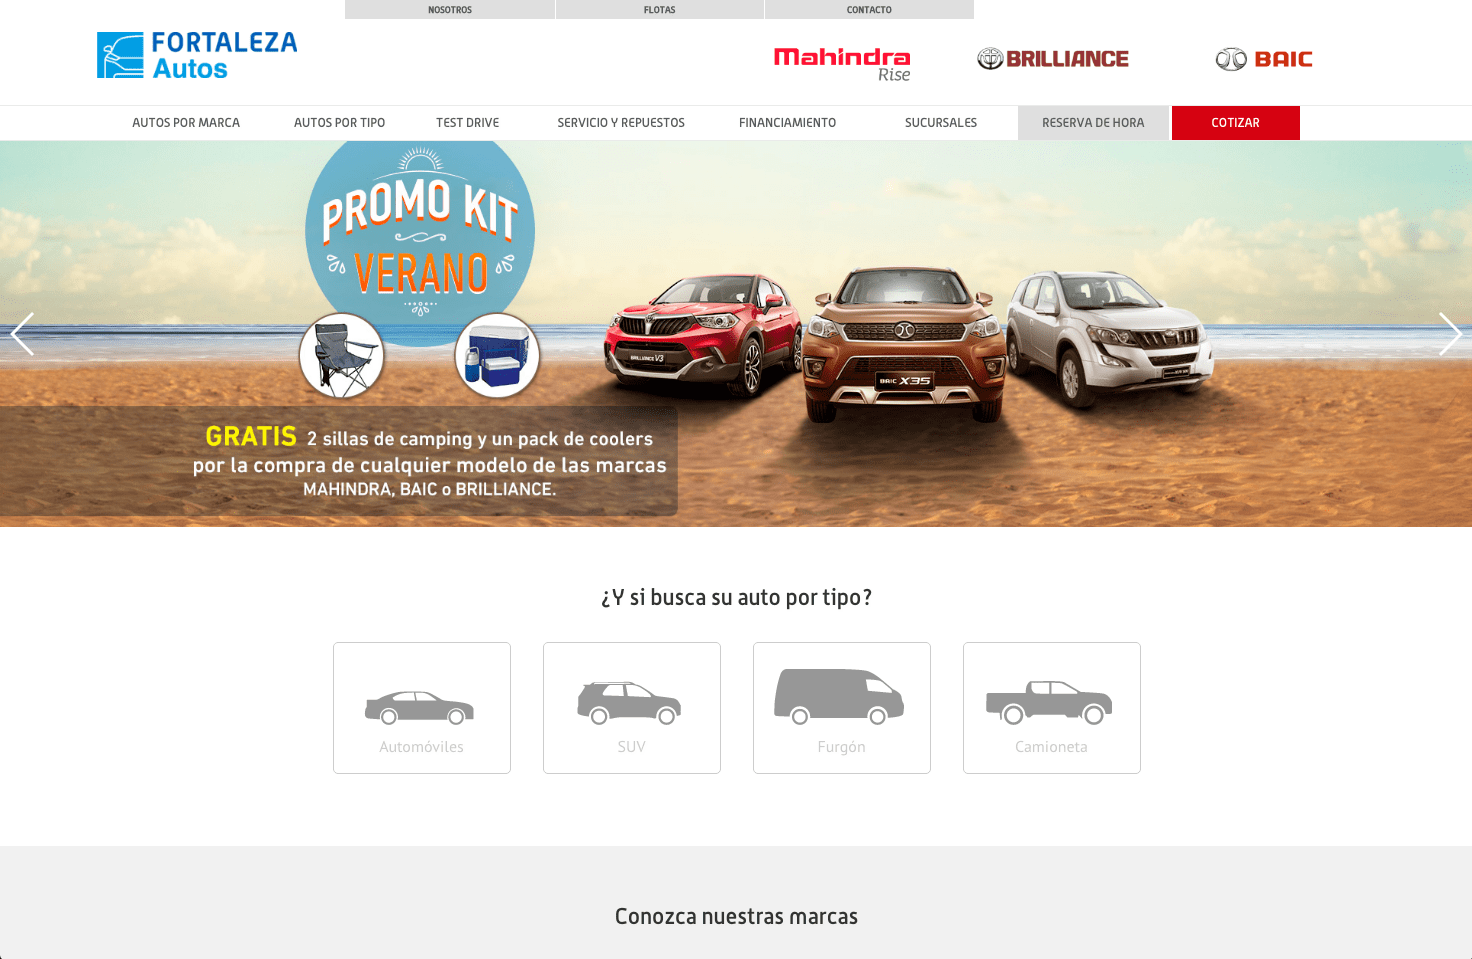 NOSOTROS
FLOTAS
CONTACTO
FORTALEZA
Autos
Mahindra
Rise
BRILLIANCE
BAIC
AUTOS POR MARCA
AUTOS POR TIPO
TEST DRIVE
SERVICIO Y REPUESTOS
FINANCIAMIENTO
SUCURSALES
RESERVA DE HORA
COTIZAR
PROMO KIT
VERANO
BRILLIANCE V3
BAIC X35
GRATIS 2 sillas de camping y un pack de coolers
por la compra de cualquier modelo de las marcas
MAHINDRA, BAIC o BRILLIANCE.
¿Y si busca su auto por tipo?
Automóviles
SUV
Furgón
Camioneta
Conozca nuestras marcas